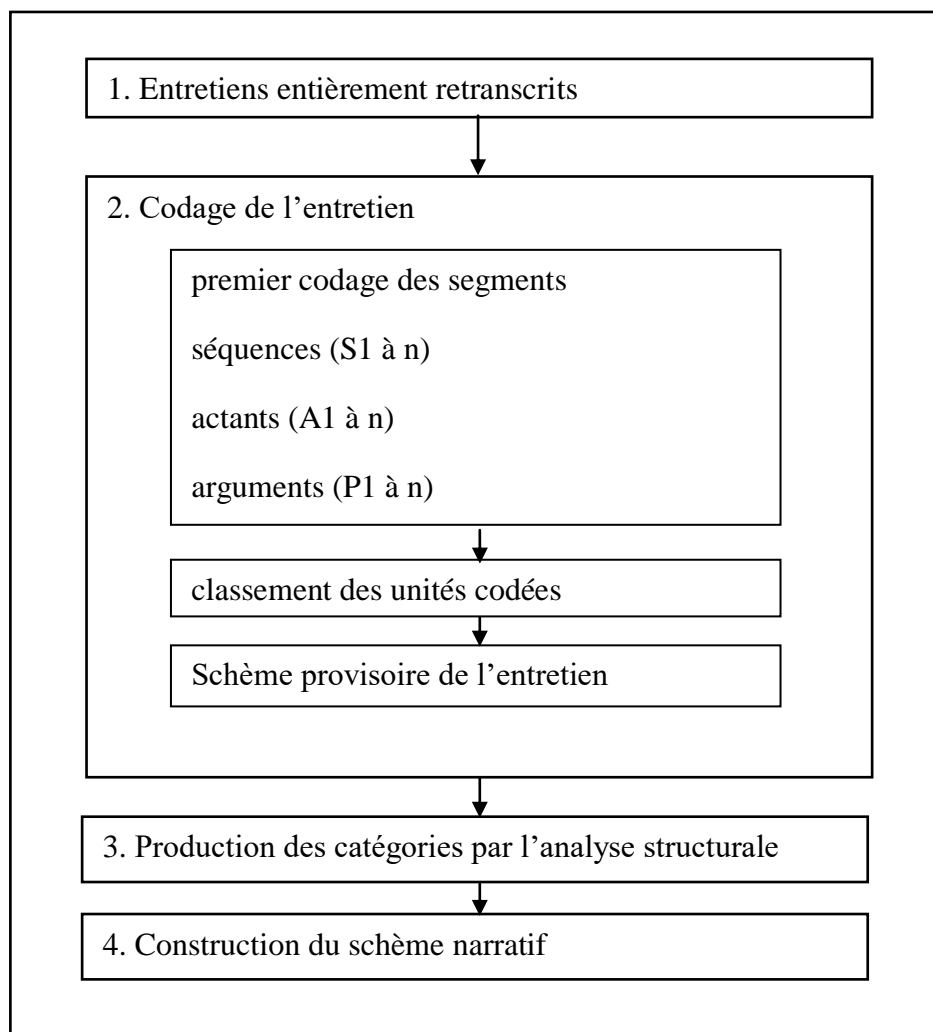 1. Entretiens entièrement retranscrits
2. Codage de l’entretien
premier codage des segments
séquences (S1 à n)
actants (A1 à n)
arguments (P1 à n)
classement des unités codées
Schème provisoire de l’entretien
3. Production des catégories par l’analyse structurale
4. Construction du schème narratif